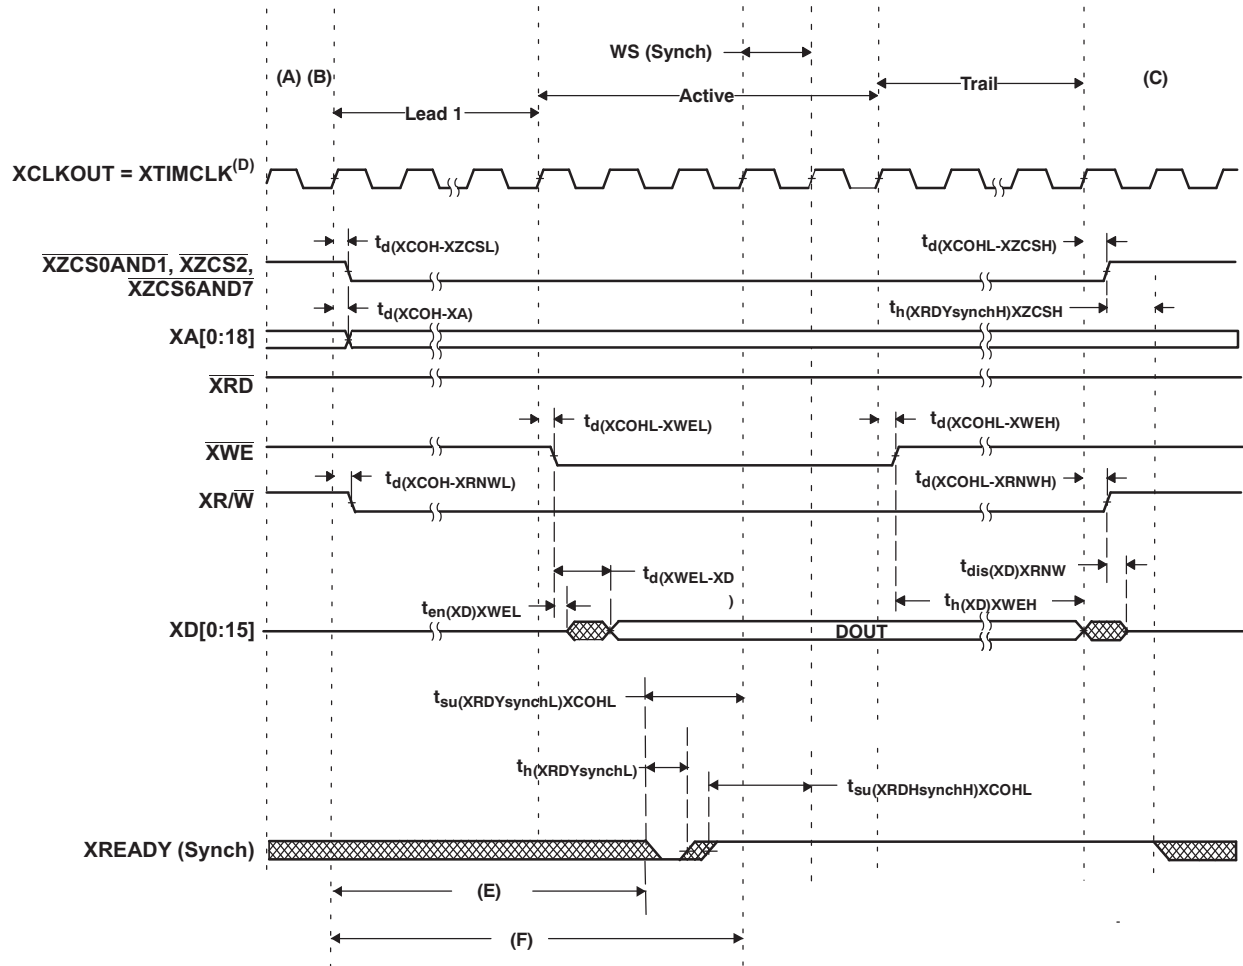 WS (Synch)
(A) (B)
(C)
Trail
Active
Lead 1
XCLKOUT = XTIMCLK(D)
td(XCOH-XZCSL)
td(XCOHL-XZCSH)
XZCS0AND1, XZCS2,
XZCS6AND7
td(XCOH-XA)
th(XRDYsynchH)XZCSH
XA[0:18]
XRD
td(XCOHL-XWEL)
td(XCOHL-XWEH)
XWE
td(XCOH-XRNWL)
td(XCOHL-XRNWH)
XR/W
td(XWEL-XD
)
tdis(XD)XRNW
ten(XD)XWEL
th(XD)XWEH
XD[0:15]
DOUT
tsu(XRDYsynchL)XCOHL
th(XRDYsynchL)
tsu(XRDHsynchH)XCOHL
XREADY (Synch)
(E)
(F)